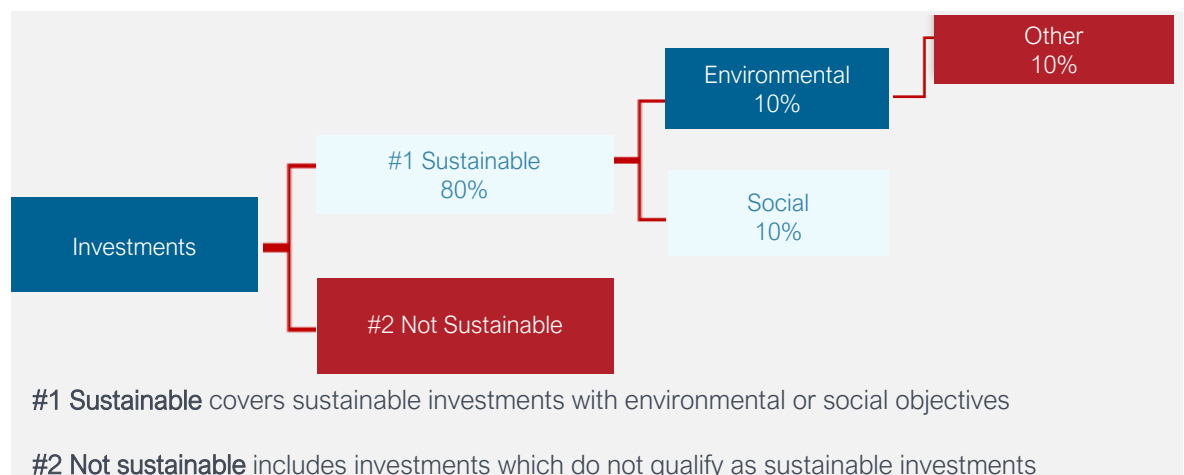 Other
10%
Environmental
10%
#1 Sustainable
80%
Social
10%
Investments
#2 Not Sustainable
#1 Sustainable covers sustainable investments with environmental or social objectives
#2 Not sustainable includes investments which do not qualify as sustainable investments